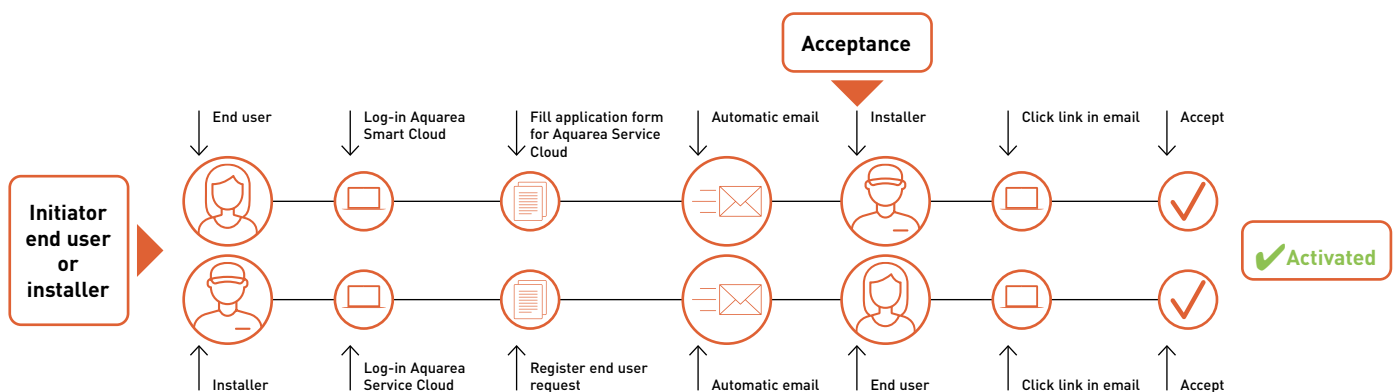 Acceptance
End user
Log-in Aquarea
Smart Cloud
Fill application form
for Aquarea Service
Cloud
Automatic email
Installer
Click link in email
Accept
Initiator
end user
or
installer
Activated
Installer
Log-in Aquarea
Service Cloud
Register end user
request
Automatic email
End user
Click link in email
Accept